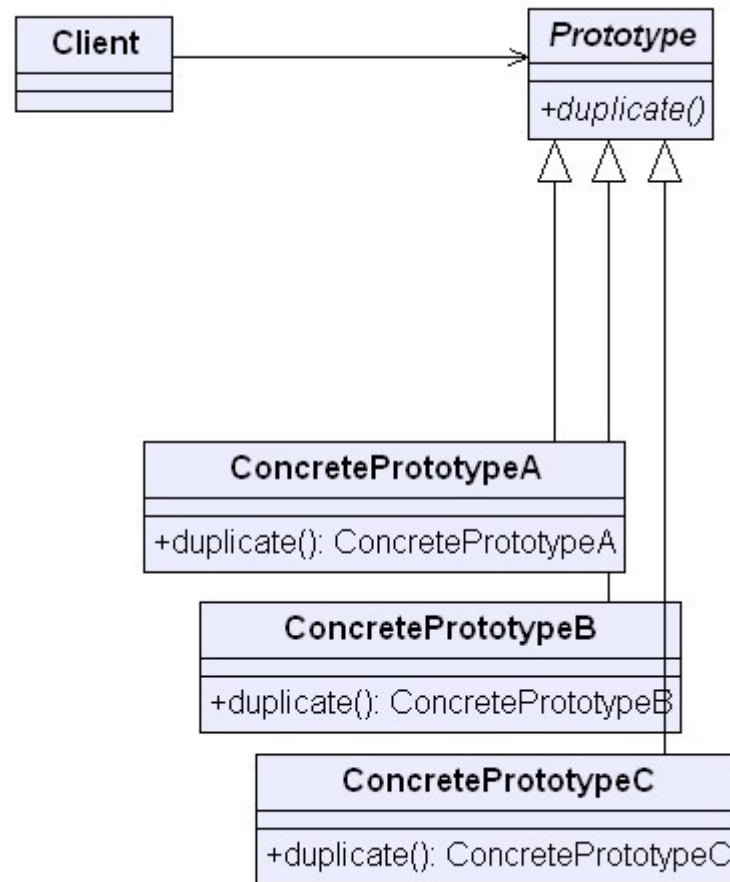 Client
Prototype
+duplicate()
ConcretePrototypeA
+duplicate(): ConcretePrototypeA
ConcretePrototypeB
+duplicate(): ConcretePrototypeB
ConcretePrototypeC
+duplicate(): ConcretePrototypeC